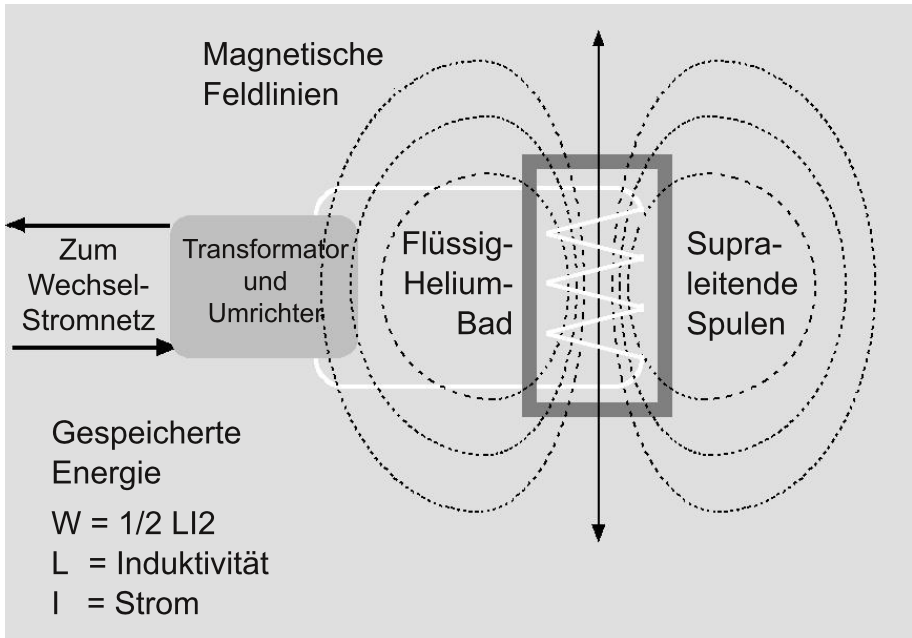 Magnetische
Feldlinien
Zum
Wechsel-
Stromnetz
Transformator
und
Umrichter
Flüssig-
Helium-
Bad
Supra-
leitende
Spulen
Gespeicherte
Energie
W = 1/2 LI2
L = Induktivität
I = Strom